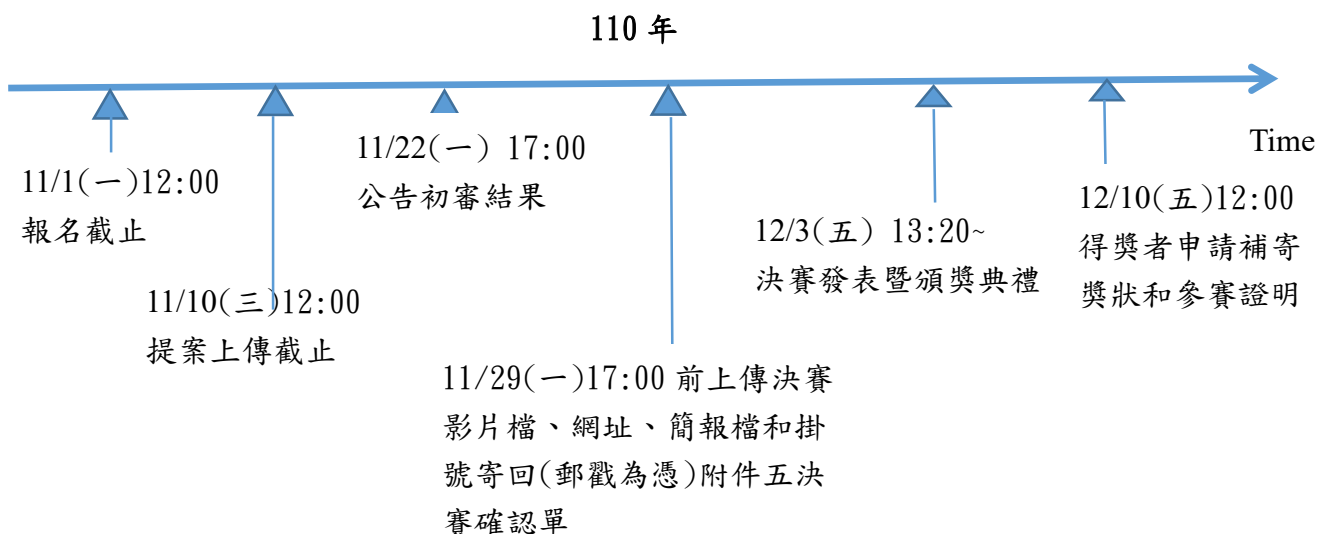 110 年
Time
11/1(一)12:00
報名截止
11/10(三)12:00
提案上傳截止
11/22(一) 17:00
公告初審結果
11/29(一)17:00 前上傳決賽
影片檔、網址、簡報檔和掛
號寄回(郵戳為憑)附件五決
賽確認單
12/3(五) 13:20~
決賽發表暨頒獎典禮
12/10(五)12:00
得獎者申請補寄
獎狀和參賽證明